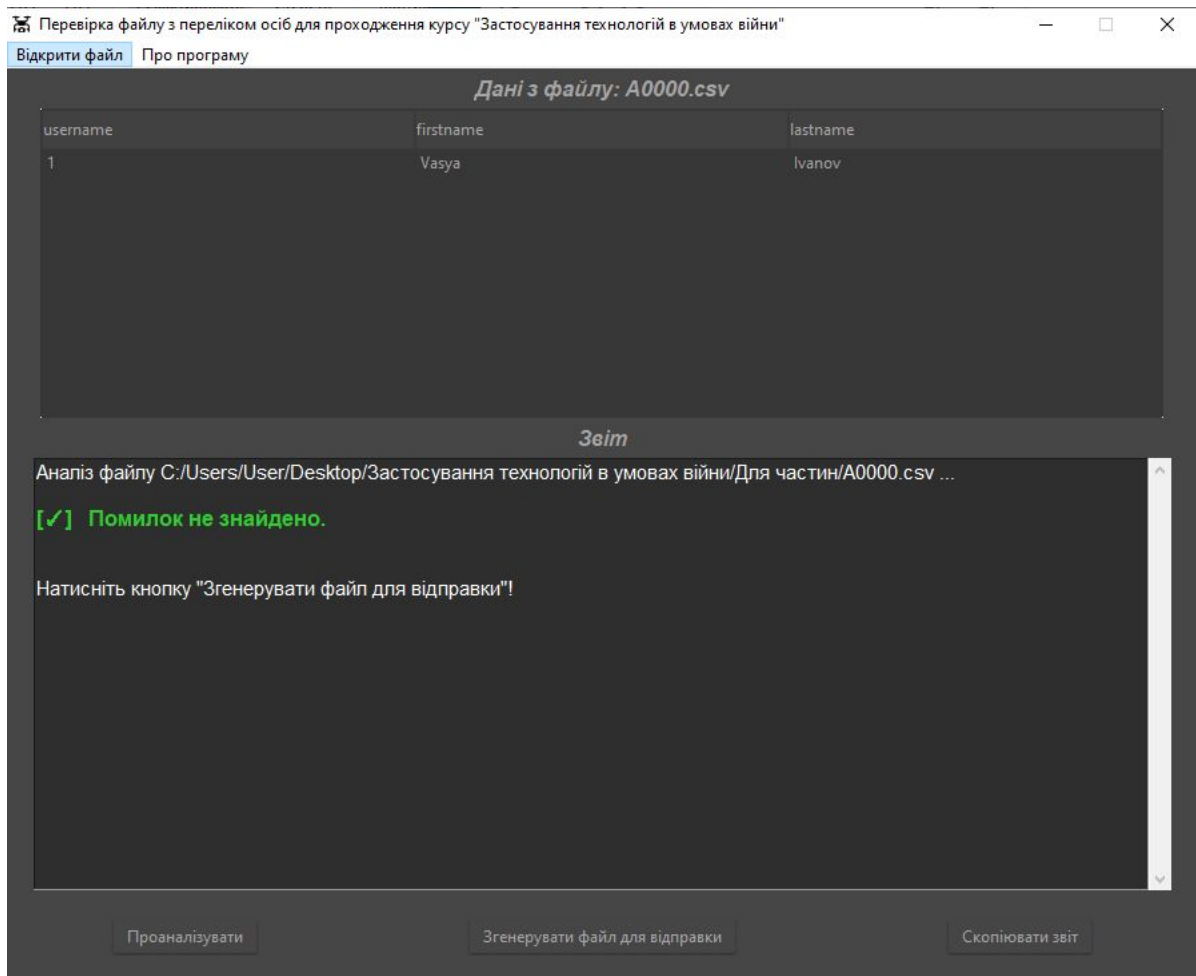 Перевірка файлу з переліком осіб для проходження курсу "Застосування технологій в умовах війни"
Відкрити файл Про програму
Дані з файлу: A0000.csv
username firstname lastname
1 Vasya Ivanov
Звіт
Аналіз файлу C:/Users/User/Desktop/Застосування технологій в умовах війни/Для частин/A0000.csv ...
[✓] Помилок не знайдено.
Натисніть кнопку "Згенерувати файл для відправки"!
Проаналізувати Згенерувати файл для відправки Скопіювати звіт